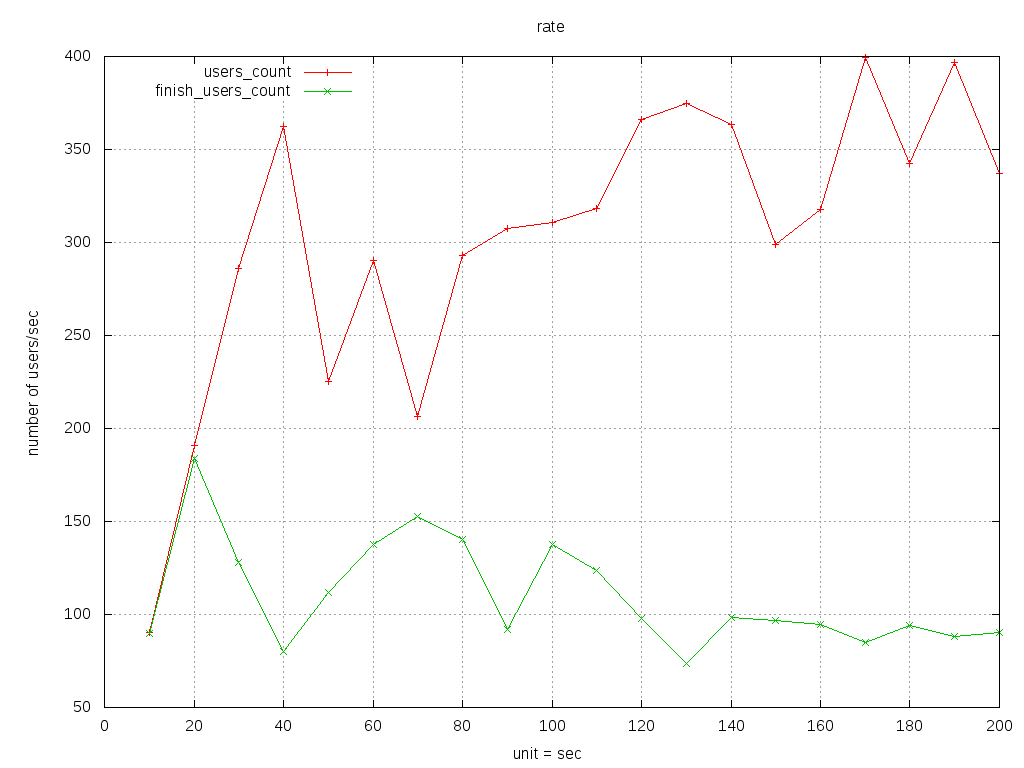 rate
400
350
300
250
200
150
100
50
users_count
finish_users_count
number of users/sec
0 20 40 60 80 100 120 140 160 180 200
unit = sec